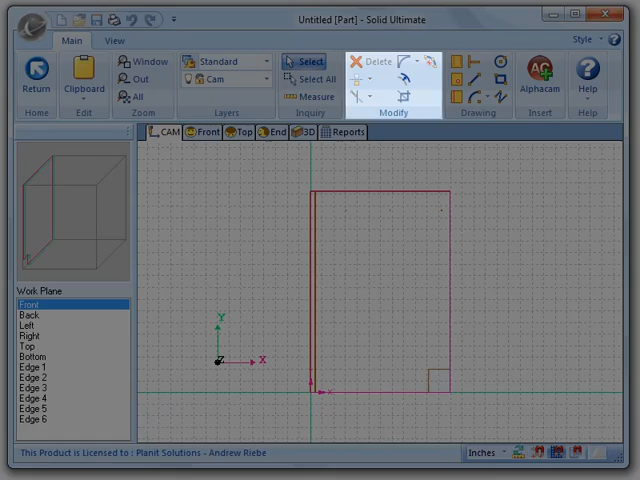 Untitled [Part] - Solid Ultimate
Main View Style
Return
Clipboard
Window
Out
All
Standard
Cam
Select
Select All
Measure
Delete
Alphacam
Help
Home Edit Zoom Layers Inquiry Modify Drawing Insert Help
CAM Front Top End 3D Reports
Y
Z X
x
Work Plane
Front
Back
Left
Right
Top
Bottom
Edge 1
Edge 2
Edge 3
Edge 4
Edge 5
Edge 6
This Product is Licensed to : Planit Solutions - Andrew Riebe
Inches